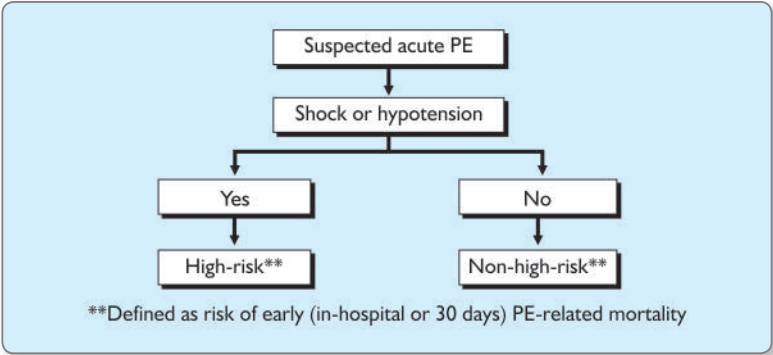 Suspected acute PE
Shock or hypotension
Yes
No
High-risk**
Non-high-risk**
**Defined as risk of early (in-hospital or 30 days) PE-related mortality